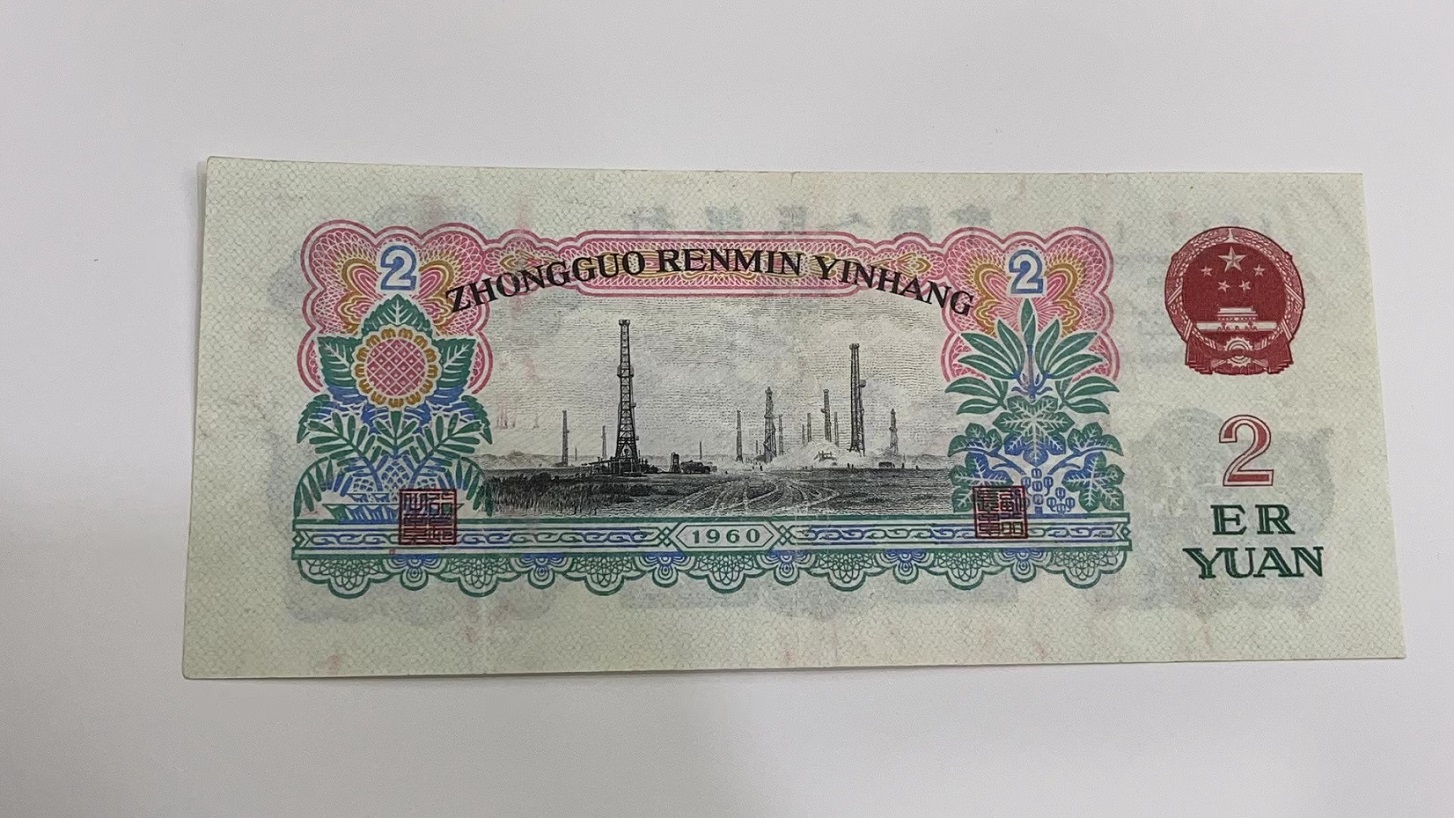 2 2
ZHONGGUO RENMIN YINHANG
1960
2
ER
YUAN